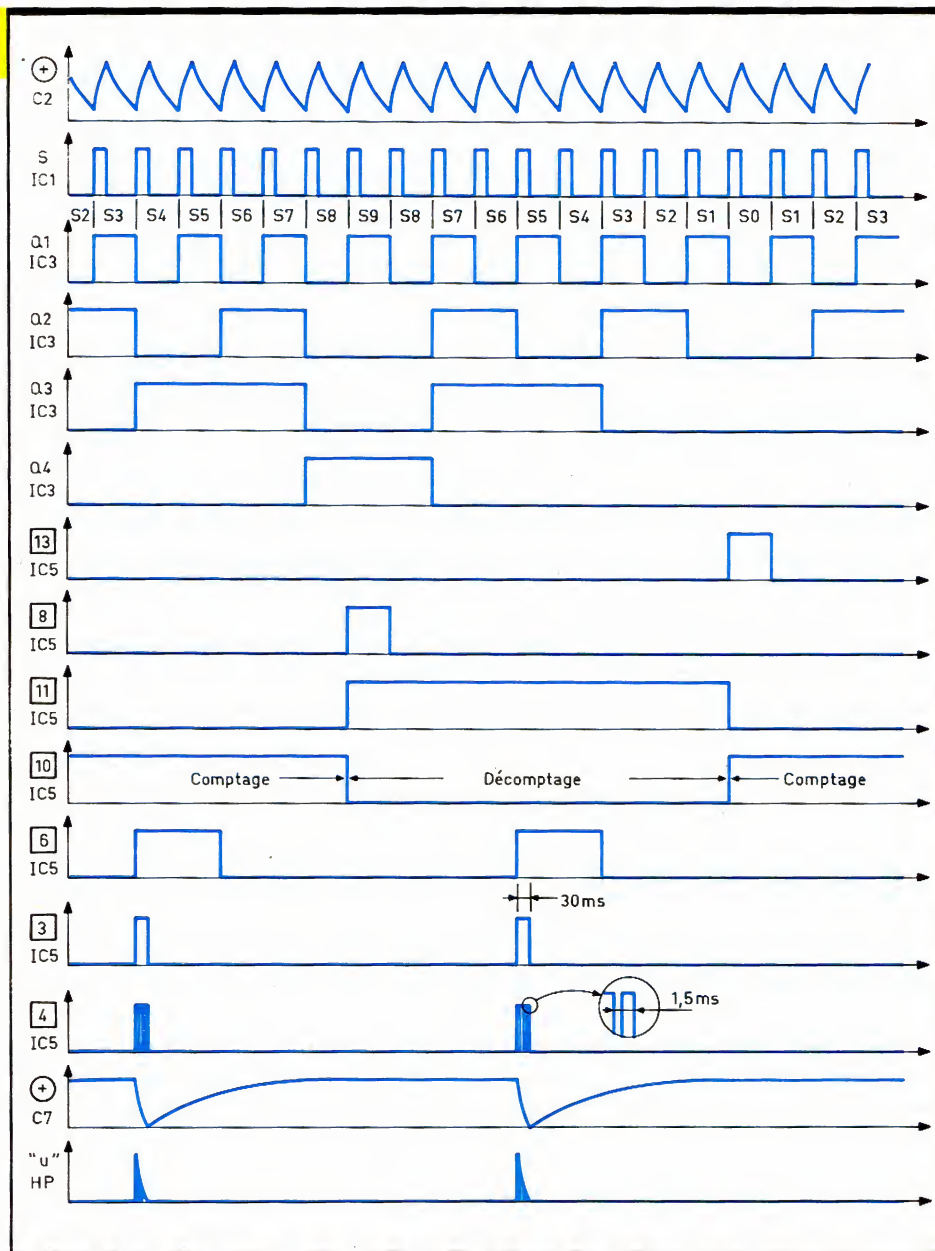 +
C2
S
IC1
S2 S3 S4 S5 S6 S7 S8 S9 S8 S7 S6 S5 S4 S3 S2 S1 S0 S1 S2 S3
Q1
IC3
Q2
IC3
Q3
IC3
Q4
IC3
13
IC5
8
IC5
11
IC5
10
IC5
Comptage Décomptage Comptage
6
IC5
30ms
3
IC5
4
IC5
1,5ms
+
C7
"u"
HP